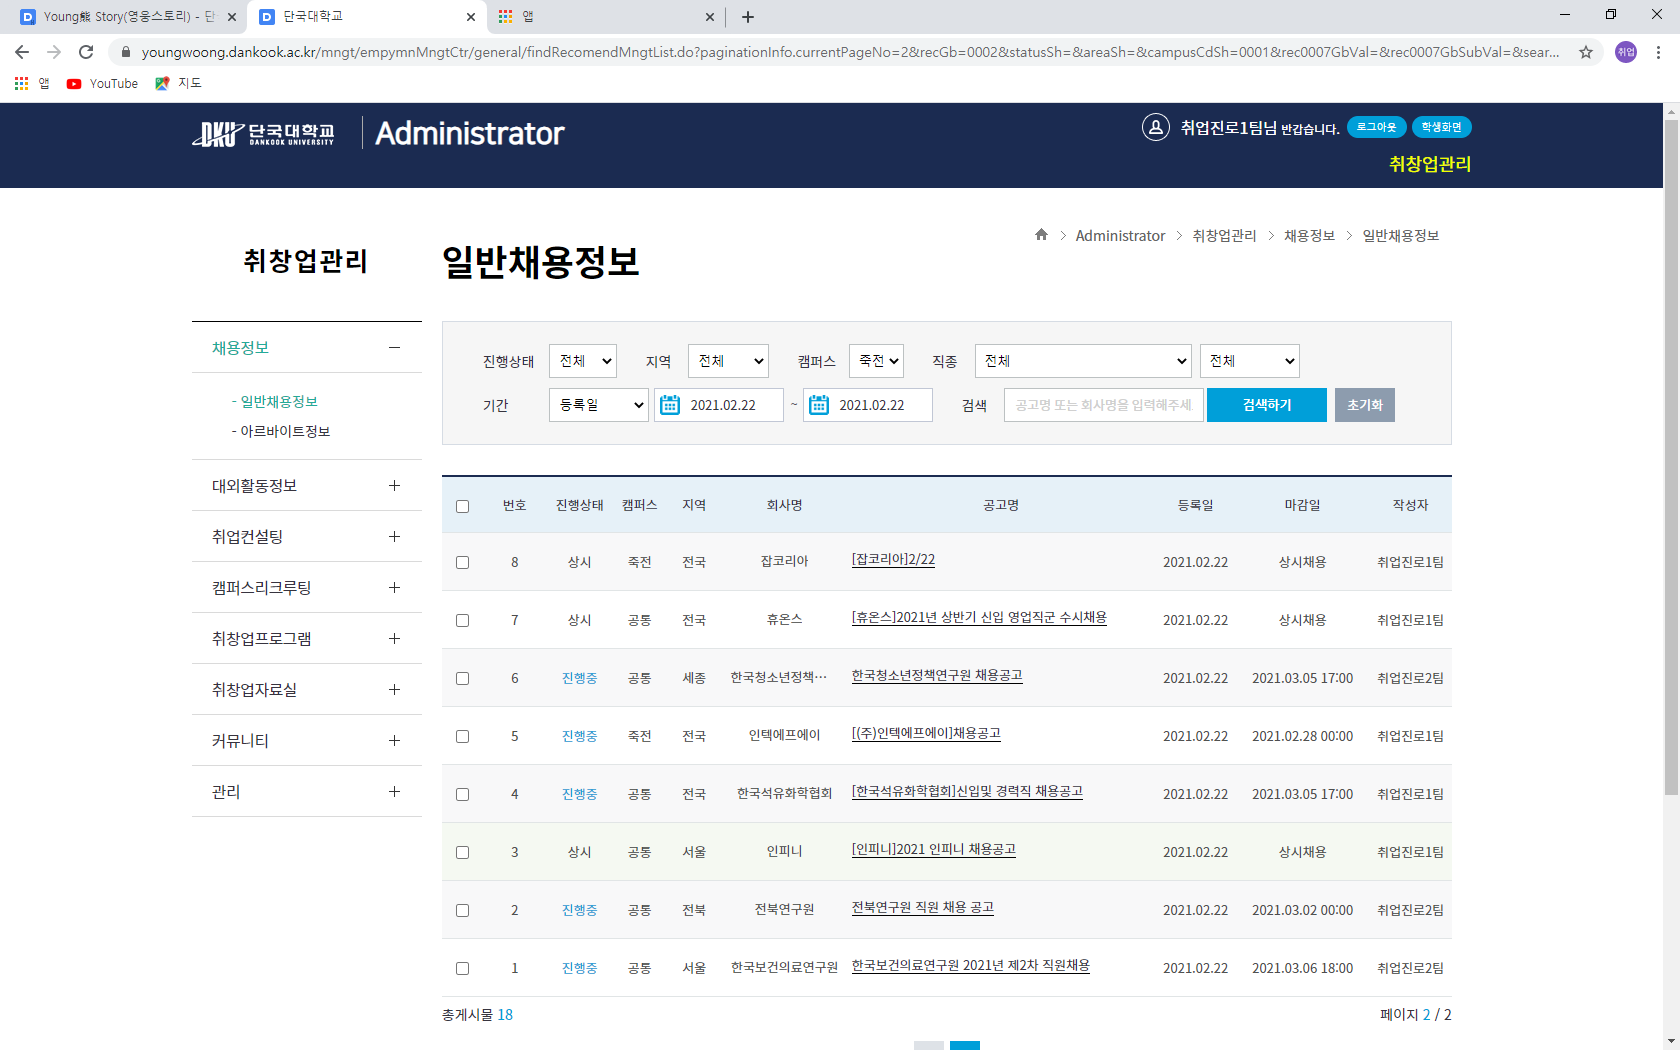 Young熊 Story(영웅스토리) - 단
단국대학교
앱
youngwoong.dankook.ac.kr/mngt/empymnMngtCtr/general/findRecomendMngtList.do?paginationInfo.currentPageNo=2&recGb=0002&statusSh=&areaSh=&campusCdSh=0001&rec0007GbVal=&rec0007GbSubVal=&sear...
취업
앱 YouTube 지도
DKU 단국대학교 DANKOOK UNIVERSITY Administrator
취업진로1팀님 반갑습니다. 로그아웃 학생화면
취창업관리
Administrator 취창업관리 채용정보 일반채용정보
취창업관리
일반채용정보
채용정보
- 일반채용정보
- 아르바이트정보
대외활동정보
취업컨설팅
캠퍼스리크루팅
취창업프로그램
취창업자료실
커뮤니티
관리
진행상태 전체 지역 전체 캠퍼스 죽전 직종 전체 전체
기간 등록일 2021.02.22 ~ 2021.02.22 검색 공고명 또는 회사명을 입력해주세. 검색하기 초기화
번호 진행상태 캠퍼스 지역 회사명 공고명 등록일 마감일 작성자
8 상시 죽전 전국 잡코리아 [잡코리아]2/22 2021.02.22 상시채용 취업진로1팀
7 상시 공통 전국 휴온스 [휴온스]2021년 상반기 신입 영업직군 수시채용 2021.02.22 상시채용 취업진로1팀
6 진행중 공통 세종 한국청소년정책… 한국청소년정책연구원 채용공고 2021.02.22 2021.03.05 17:00 취업진로2팀
5 진행중 죽전 전국 인텍에프에이 [(주)인텍에프에이]채용공고 2021.02.22 2021.02.28 00:00 취업진로1팀
4 진행중 공통 전국 한국석유화학협회 [한국석유화학협회]신입및 경력직 채용공고 2021.02.22 2021.03.05 17:00 취업진로1팀
3 상시 공통 서울 인피니 [인피니]2021 인피니 채용공고 2021.02.22 상시채용 취업진로1팀
2 진행중 공통 전북 전북연구원 전북연구원 직원 채용 공고 2021.02.22 2021.03.02 00:00 취업진로2팀
1 진행중 공통 서울 한국보건의료연구원 한국보건의료연구원 2021년 제2차 직원채용 2021.02.22 2021.03.06 18:00 취업진로2팀
총게시물 18
페이지 2 / 2